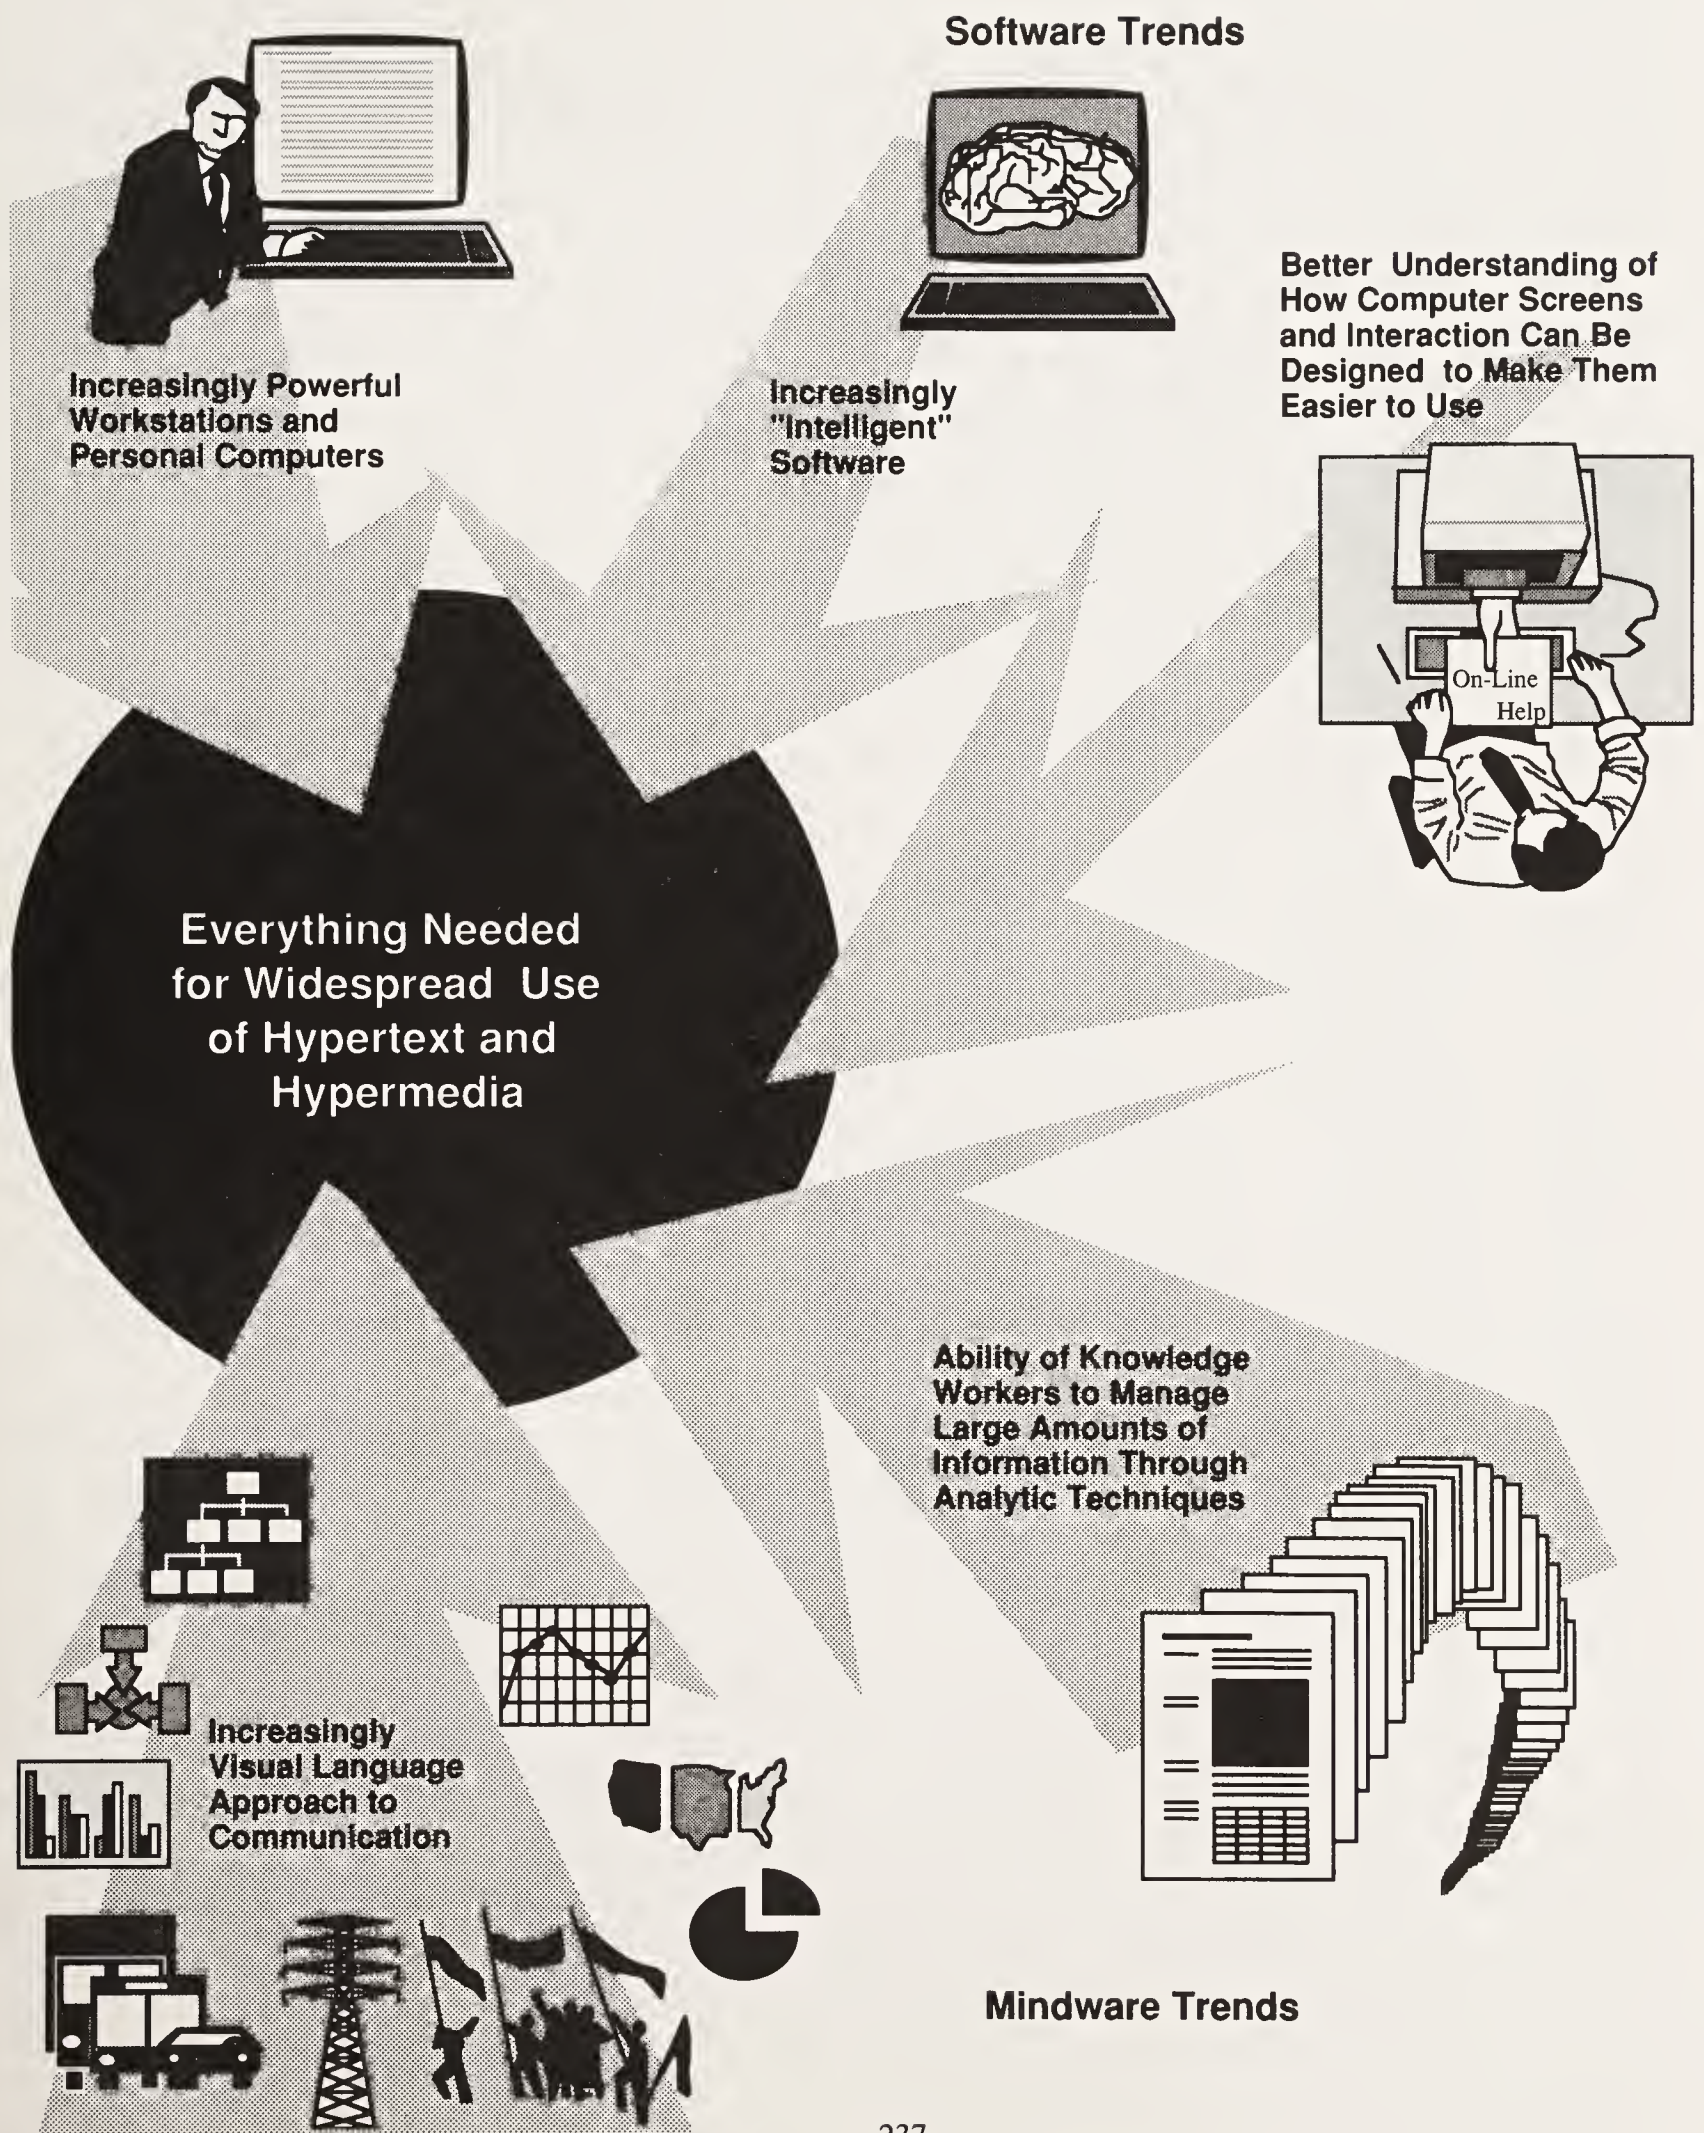 Software Trends
Increasingly Powerful
Workstations and
Personal Computers
Increasingly
"Intelligent"
Software
Better Understanding of
How Computer Screens
and Interaction Can Be
Designed to Make Them
Easier to Use
On-Line
Help
Everything Needed
for Widespread Use
of Hypertext and
Hypermedia
Ability of Knowledge
Workers to Manage
Large Amounts of
Information Through
Analytic Techniques
Increasingly
Visual Language
Approach to
Communication
Mindware Trends
237